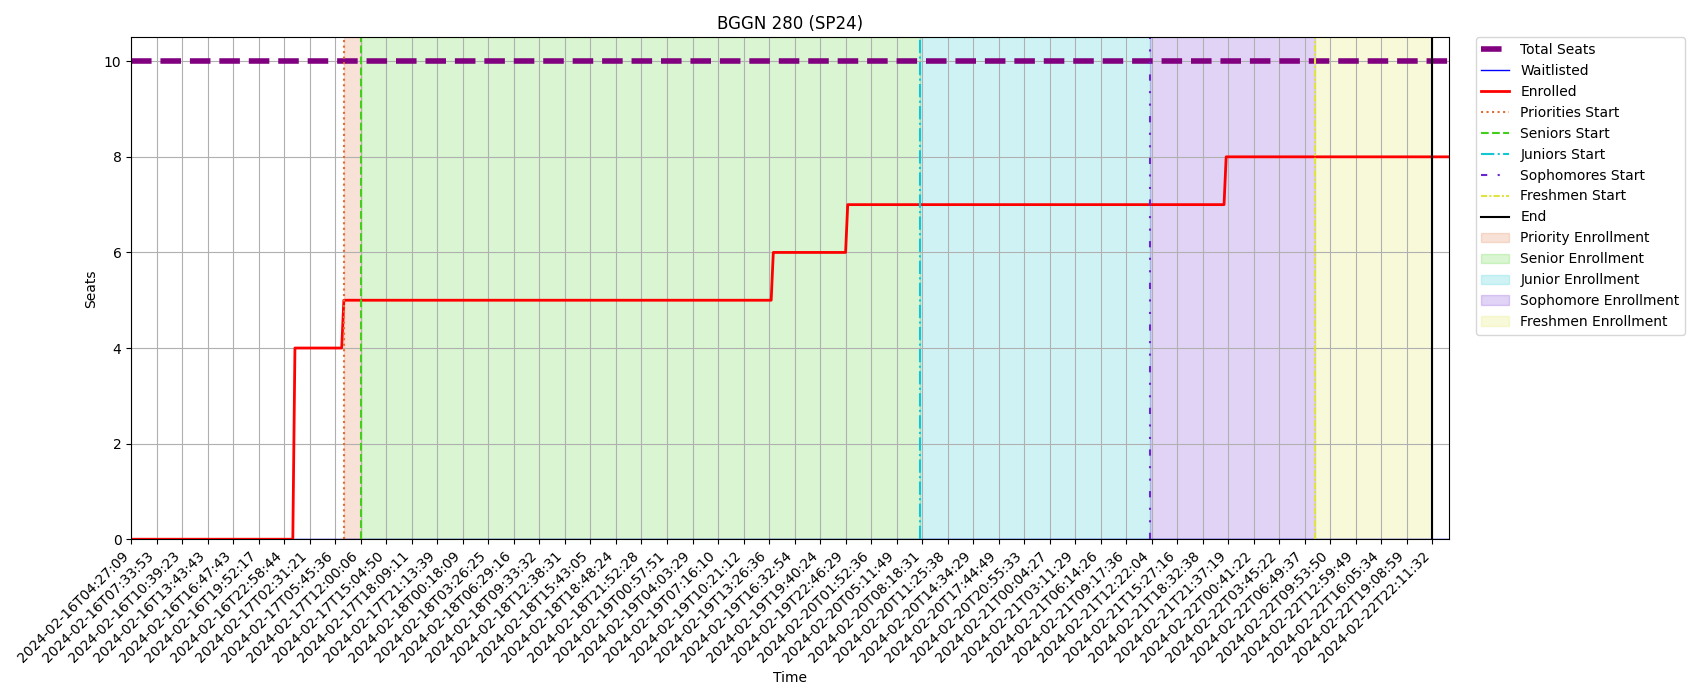 BGGN 280 (SP24)
Seats
10
8
6
4
2
0
2024-02-16T04:27:09
2024-02-16T07:33:53
2024-02-16T10:39:23
2024-02-16T13:43:43
2024-02-16T16:47:43
2024-02-16T19:52:17
2024-02-16T22:58:44
2024-02-17T02:31:21
2024-02-17T05:45:36
2024-02-17T12:00:06
2024-02-17T15:04:50
2024-02-17T18:09:11
2024-02-17T21:13:39
2024-02-18T00:18:09
2024-02-18T03:26:25
2024-02-18T06:29:16
2024-02-18T09:33:32
2024-02-18T12:38:31
2024-02-18T15:43:05
2024-02-18T18:48:24
2024-02-18T21:52:28
2024-02-19T00:57:51
2024-02-19T04:03:29
2024-02-19T07:16:10
2024-02-19T10:21:12
2024-02-19T13:26:36
2024-02-19T16:32:54
2024-02-19T19:40:24
2024-02-19T22:46:29
2024-02-20T01:52:36
2024-02-20T05:11:49
2024-02-20T08:18:31
2024-02-20T11:25:38
2024-02-20T14:34:29
2024-02-20T17:44:49
2024-02-20T20:55:33
2024-02-21T00:04:27
2024-02-21T03:11:29
2024-02-21T06:14:26
2024-02-21T09:17:36
2024-02-21T12:22:04
2024-02-21T15:27:16
2024-02-21T18:32:38
2024-02-21T21:37:19
2024-02-22T00:41:22
2024-02-22T03:45:22
2024-02-22T06:49:37
2024-02-22T09:53:50
2024-02-22T12:59:49
2024-02-22T16:05:34
2024-02-22T19:08:59
2024-02-22T22:11:32
Time
Total Seats
Waitlisted
Enrolled
Priorities Start
Seniors Start
Juniors Start
Sophomores Start
Freshmen Start
End
Priority Enrollment
Senior Enrollment
Junior Enrollment
Sophomore Enrollment
Freshmen Enrollment